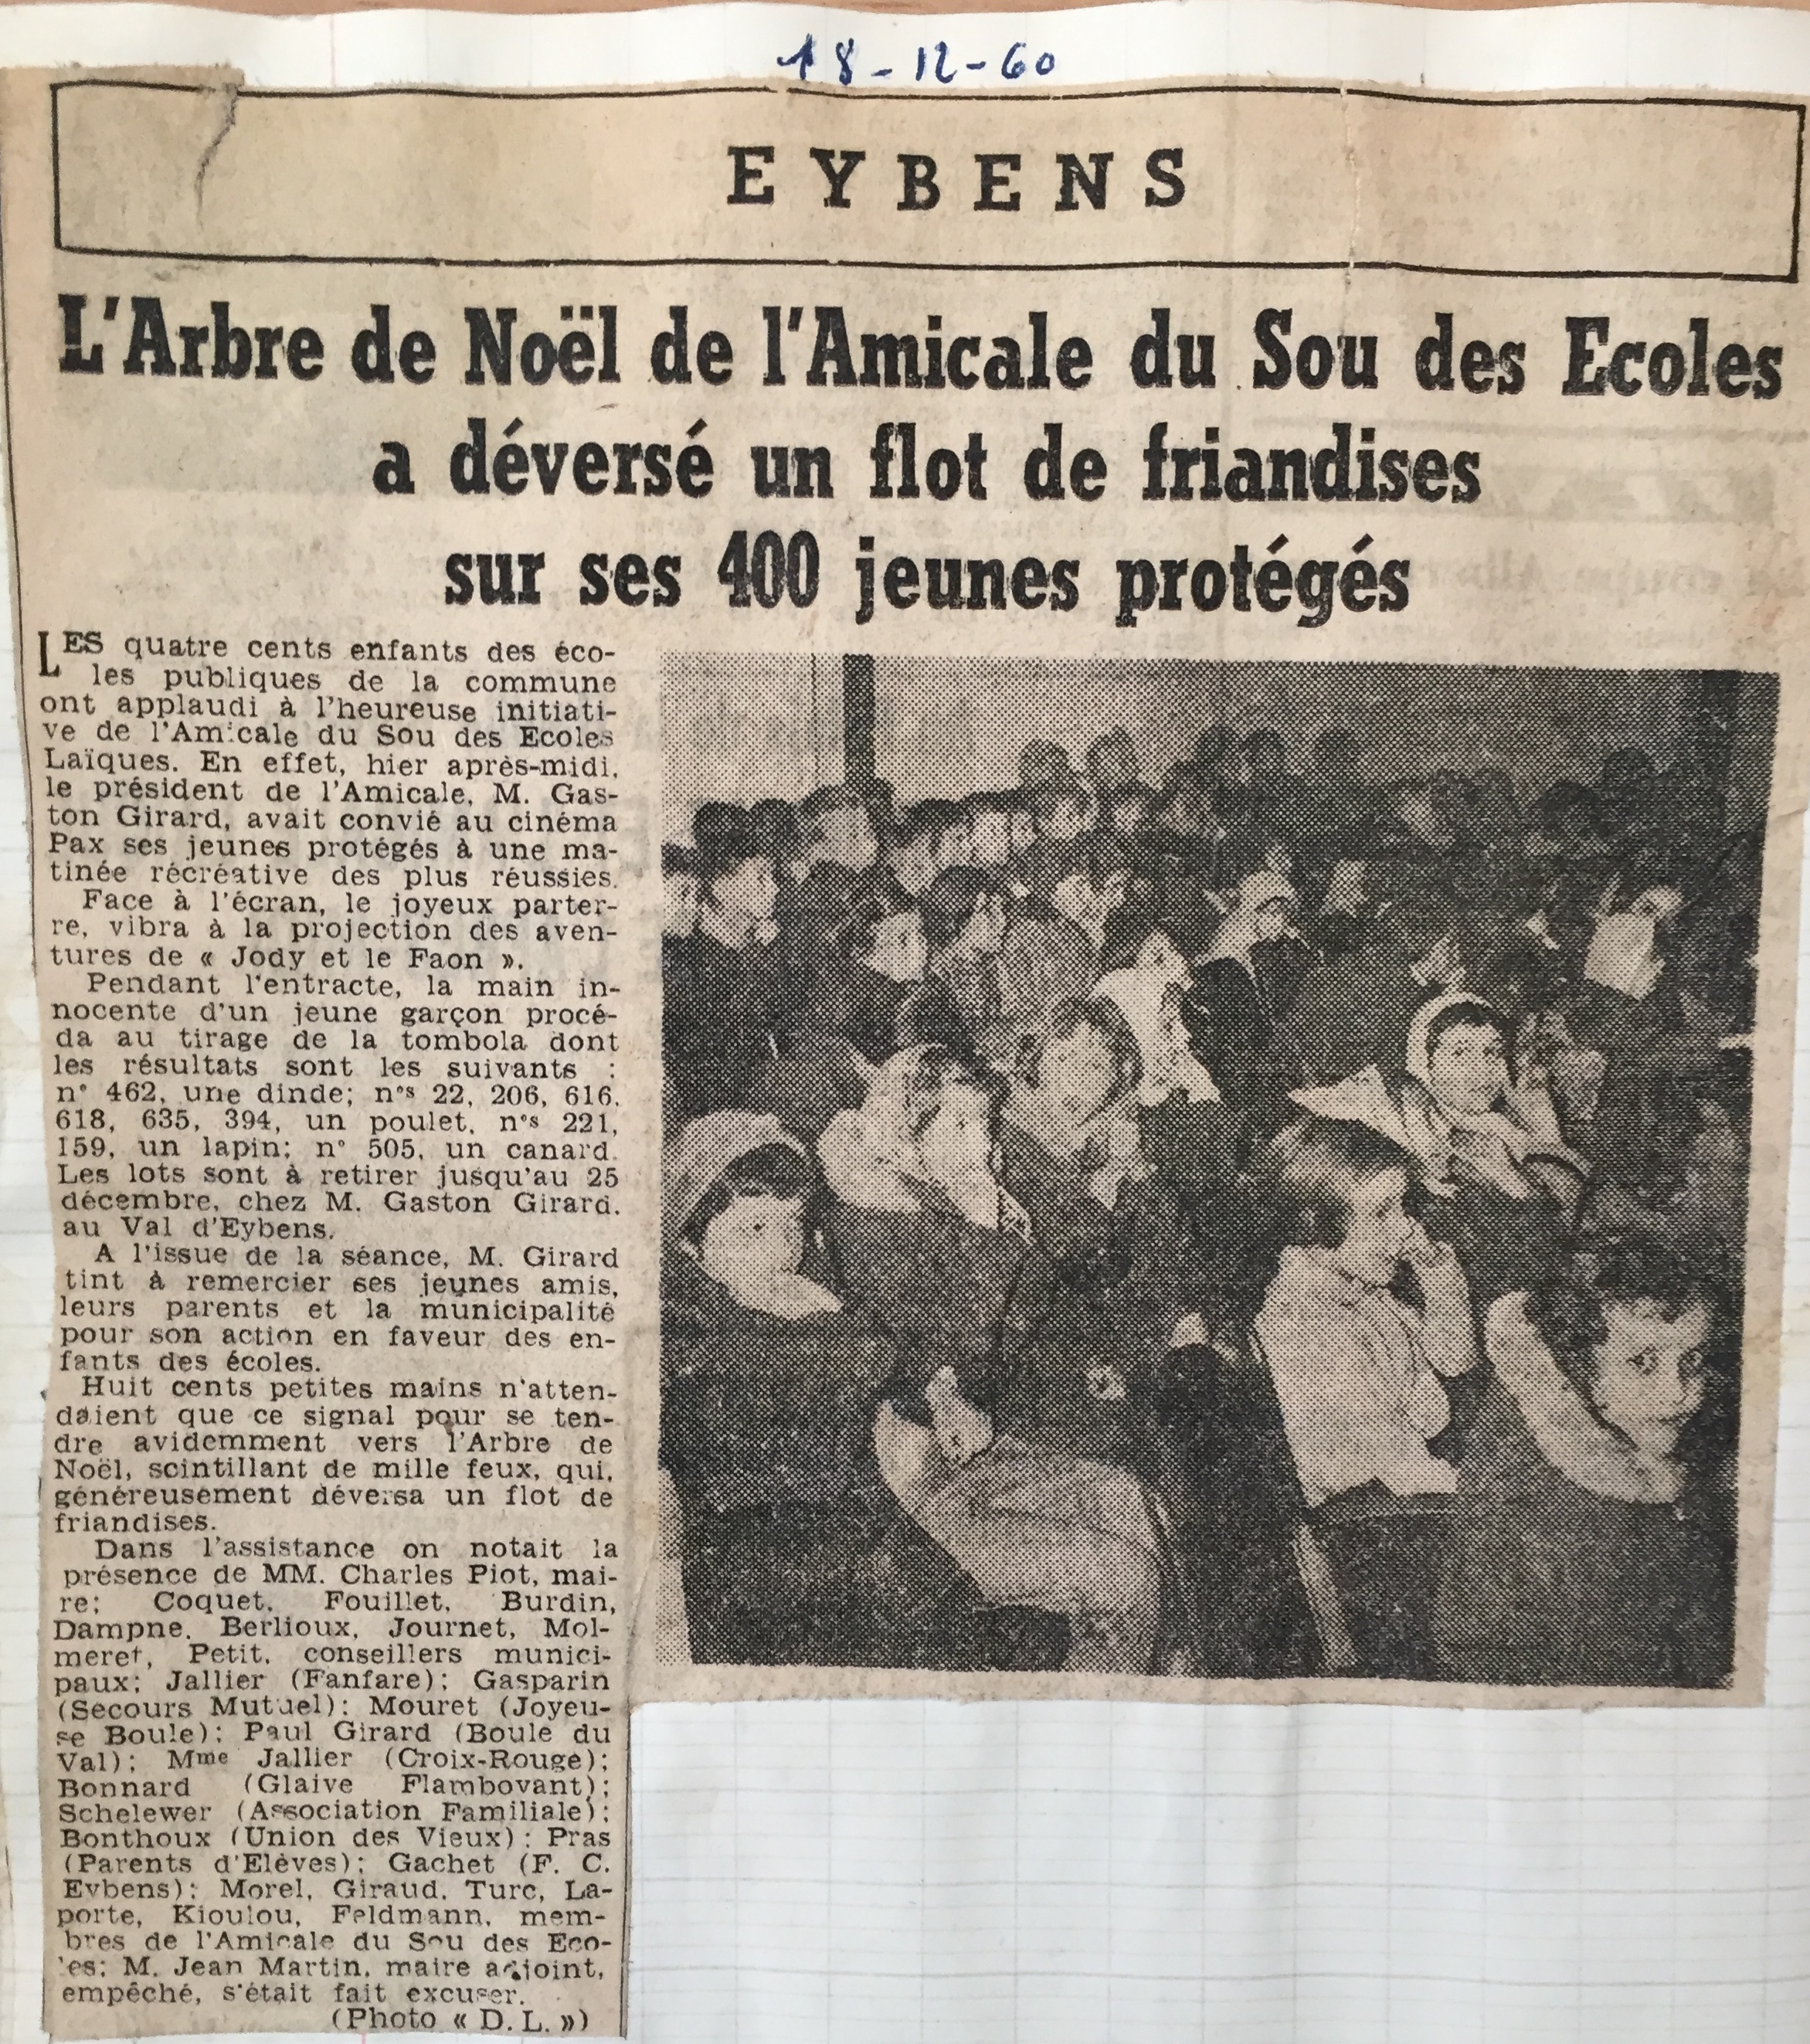 18-12-60
EYBENS
L'Arbre de Noël de l'Amicale du Sou des Ecoles
a déversé un flot de friandises
sur ses 400 jeunes protégés
LES quatre cents enfants des éco-
les publiques de la commune
ont applaudi à l'heureuse initiati-
ve de l'Amicale du Sou des Ecoles
Laïques. En effet, hier après-midi,
le président de l'Amicale, M. Gas-
ton Girard, avait convié au cinéma
Pax ses jeunes protégés à une ma-
tinée récréative des plus réussies.
Face à l'écran, le joyeux parter-
re, vibra à la projection des aven-
tures de « Jody et le Faon ».
Pendant l'entracte, la main in-
nocente d'un jeune garçon procé-
da au tirage de la tombola dont
les résultats sont les suivants :
n° 462, une dinde; n°s 22, 206, 616,
618, 635, 394, un poulet, n°s 221,
159, un lapin; n° 505, un canard.
Les lots sont à retirer jusqu'au 25
décembre, chez M. Gaston Girard,
au Val d'Eybens.
A l'issue de la séance, M. Girard
tint à remercier ses jeunes amis,
leurs parents et la municipalité
pour son action en faveur des en-
fants des écoles.
Huit cents petites mains n'atten-
daient que ce signal pour se ten-
dre avidemment vers l'Arbre de
Noël, scintillant de mille feux, qui,
généreusement déversa un flot de
friandises.
Dans l'assistance on notait la
présence de MM. Charles Piot, mai-
re; Coquet, Fouillet, Burdin,
Dampne, Berlioux, Journet, Mol-
meret, Petit, conseillers munici-
paux; Jallier (Fanfare); Gasparin
(Secours Mutuel); Mouret (Joyeu-
se Boule); Paul Girard (Boule du
Val); Mme Jallier (Croix-Rouge);
Bonnard (Glaive Flamboyant);
Schelewer (Association Familiale);
Bonthoux (Union des Vieux); Pras
(Parents d'Elèves); Gachet (F. C.
Eybens); Morel, Giraud, Turc, La-
porte, Kioulou, Feldmann, mem-
bres de l'Amicale du Sou des Eco-
les; M. Jean Martin, maire adjoint,
empêché, s'était fait excuser.
(Photo « D. L. »)